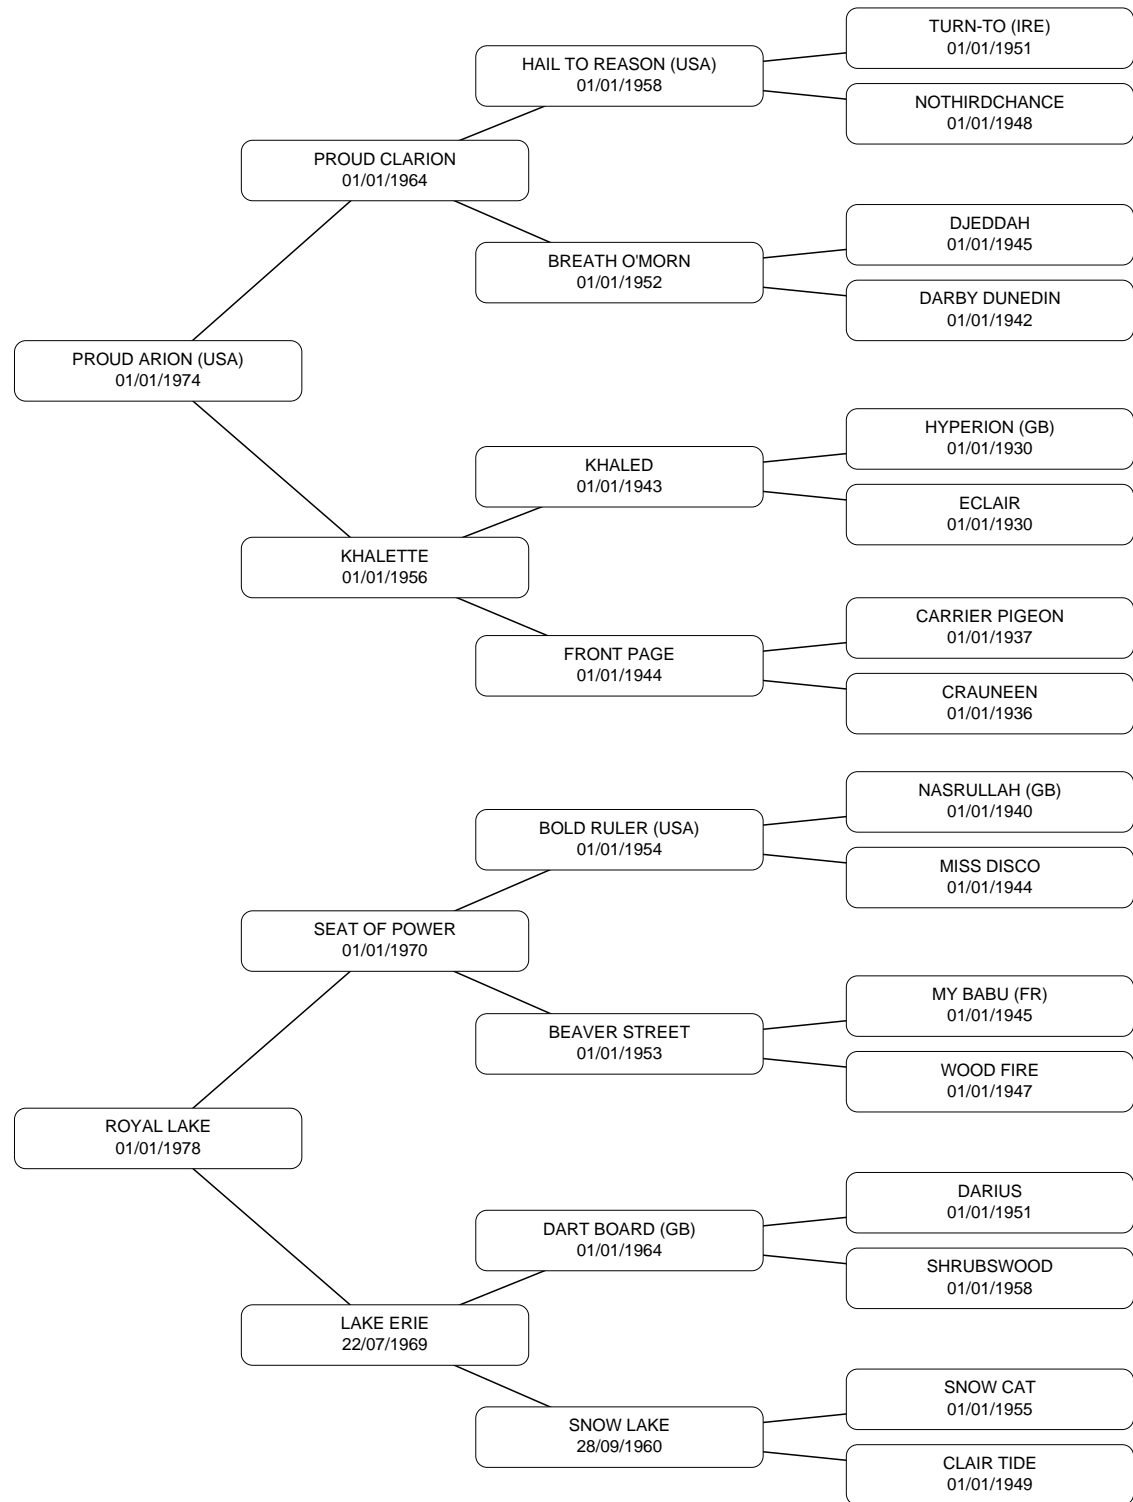 TURN-TO (IRE)
01/01/1951
HAIL TO REASON (USA)
01/01/1958
NOTHIRDCHANCE
01/01/1948
PROUD CLARION
01/01/1964
DJEDDAH
01/01/1945
BREATH O'MORN
01/01/1952
DARBY DUNEDIN
01/01/1942
PROUD ARION (USA)
01/01/1974
HYPERION (GB)
01/01/1930
KHALED
01/01/1943
ECLAIR
01/01/1930
KHALETTE
01/01/1956
CARRIER PIGEON
01/01/1937
FRONT PAGE
01/01/1944
CRAUNEEN
01/01/1936
NASRULLAH (GB)
01/01/1940
BOLD RULER (USA)
01/01/1954
MISS DISCO
01/01/1944
SEAT OF POWER
01/01/1970
MY BABU (FR)
01/01/1945
BEAVER STREET
01/01/1953
WOOD FIRE
01/01/1947
ROYAL LAKE
01/01/1978
DARIUS
01/01/1951
DART BOARD (GB)
01/01/1964
SHRUBSWOOD
01/01/1958
LAKE ERIE
22/07/1969
SNOW CAT
01/01/1955
SNOW LAKE
28/09/1960
CLAIR TIDE
01/01/1949